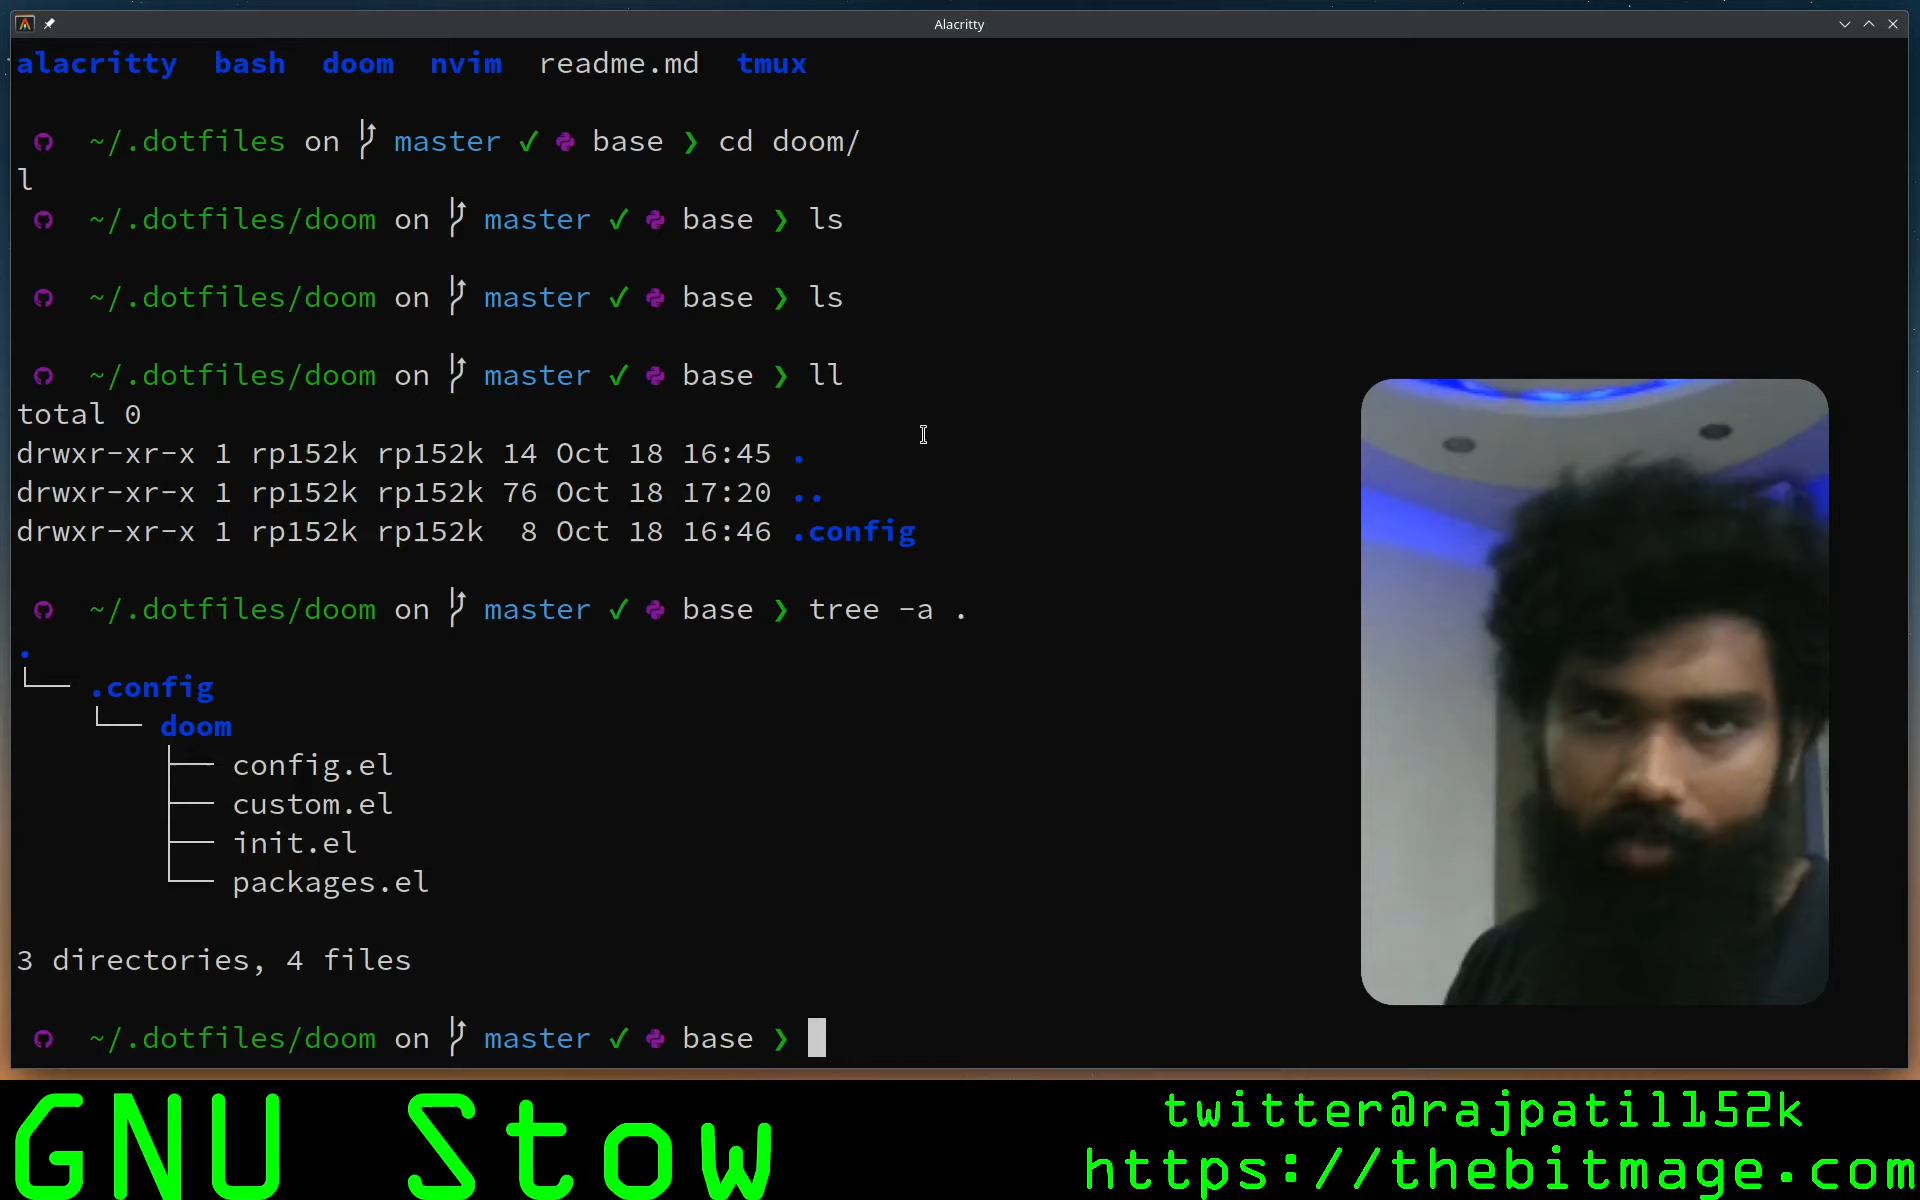 Alacritty
alacritty bash doom nvim readme.md tmux
~/.dotfiles on master ✓ base ❯ cd doom/
l
~/.dotfiles/doom on master ✓ base ❯ ls
~/.dotfiles/doom on master ✓ base ❯ ls
~/.dotfiles/doom on master ✓ base ❯ ll
total 0
drwxr-xr-x 1 rp152k rp152k 14 Oct 18 16:45 .
drwxr-xr-x 1 rp152k rp152k 76 Oct 18 17:20 ..
drwxr-xr-x 1 rp152k rp152k 8 Oct 18 16:46 .config
~/.dotfiles/doom on master ✓ base ❯ tree -a .
.
└── .config
└── doom
├── config.el
├── custom.el
├── init.el
└── packages.el
3 directories, 4 files
~/.dotfiles/doom on master ✓ base ❯
GNU Stow
twitter@rajpatil152k
https://thebitmage.com